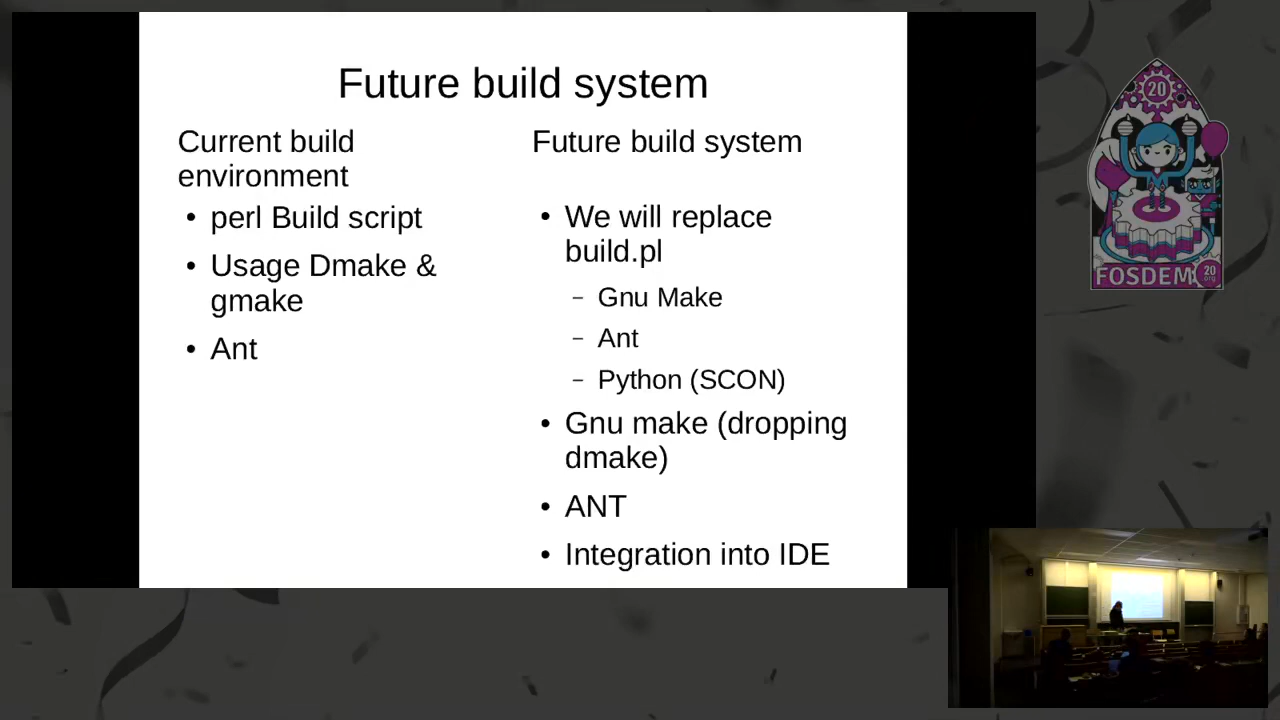 Future build system
Current build
environment
• perl Build script
• Usage Dmake &
gmake
• Ant
Future build system
• We will replace
build.pl
– Gnu Make
– Ant
– Python (SCON)
• Gnu make (dropping
dmake)
• ANT
• Integration into IDE
20
FOSDEM
20
.org